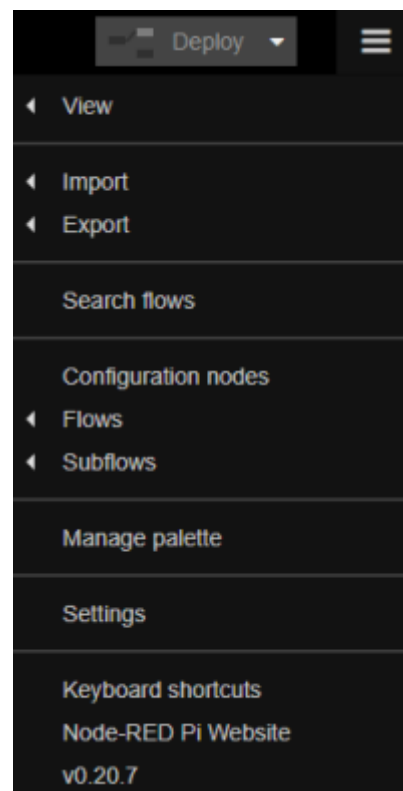 Deploy
View
Import
Export
Search flows
Configuration nodes
Flows
Subflows
Manage palette
Settings
Keyboard shortcuts
Node-RED Pi Website
v0.20.7